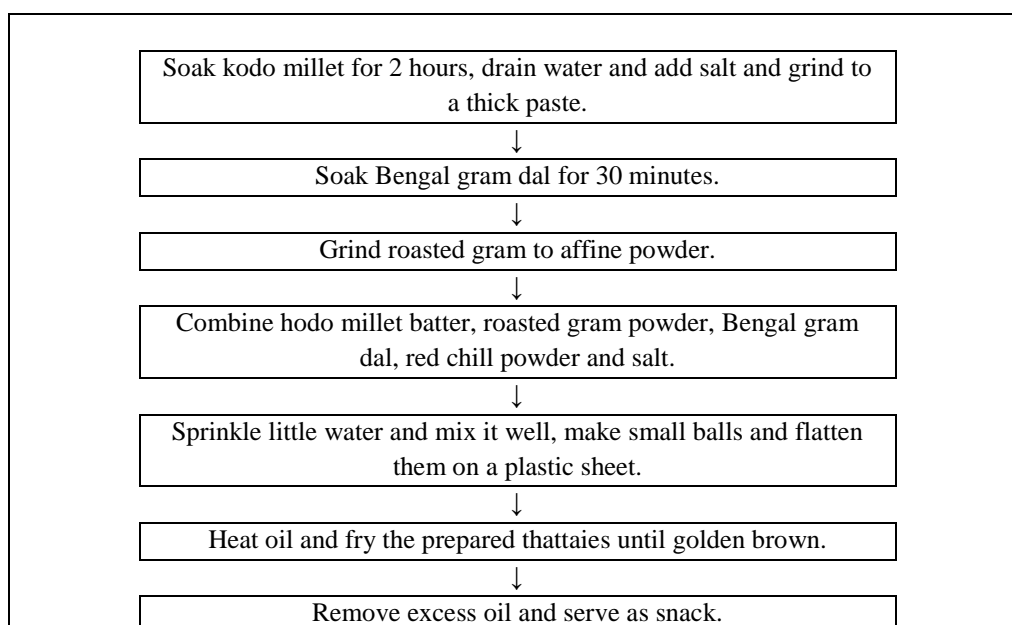 Soak kodo millet for 2 hours, drain water and add salt and grind to
a thick paste.
↓
Soak Bengal gram dal for 30 minutes.
↓
Grind roasted gram to affine powder.
↓
Combine hodo millet batter, roasted gram powder, Bengal gram
dal, red chill powder and salt.
↓
Sprinkle little water and mix it well, make small balls and flatten
them on a plastic sheet.
↓
Heat oil and fry the prepared thattaies until golden brown.
↓
Remove excess oil and serve as snack.